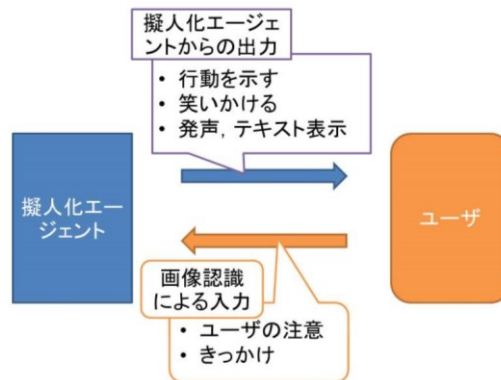 擬人化エージェ
ントからの出力
• 行動を示す
• 笑いかける
• 発声, テキスト表示
擬人化エー
ジェント
ユーザ
画像認識
による入力
• ユーザの注意
• きっかけ